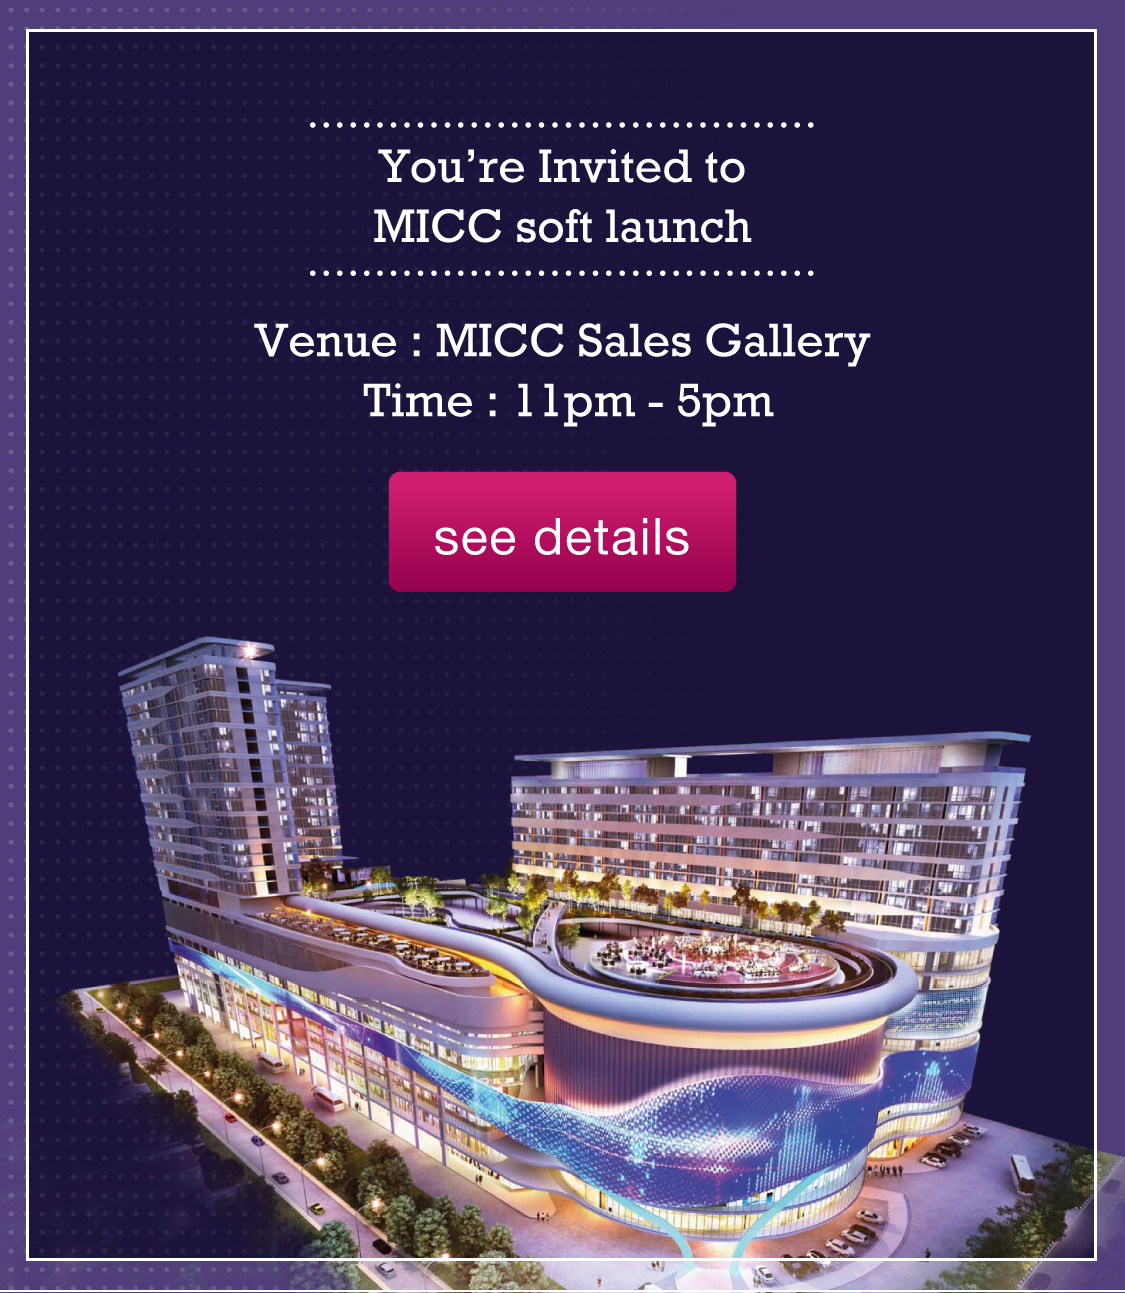 You’re Invited to
MICC soft launch
Venue : MICC Sales Gallery
Time : 11pm - 5pm
see details